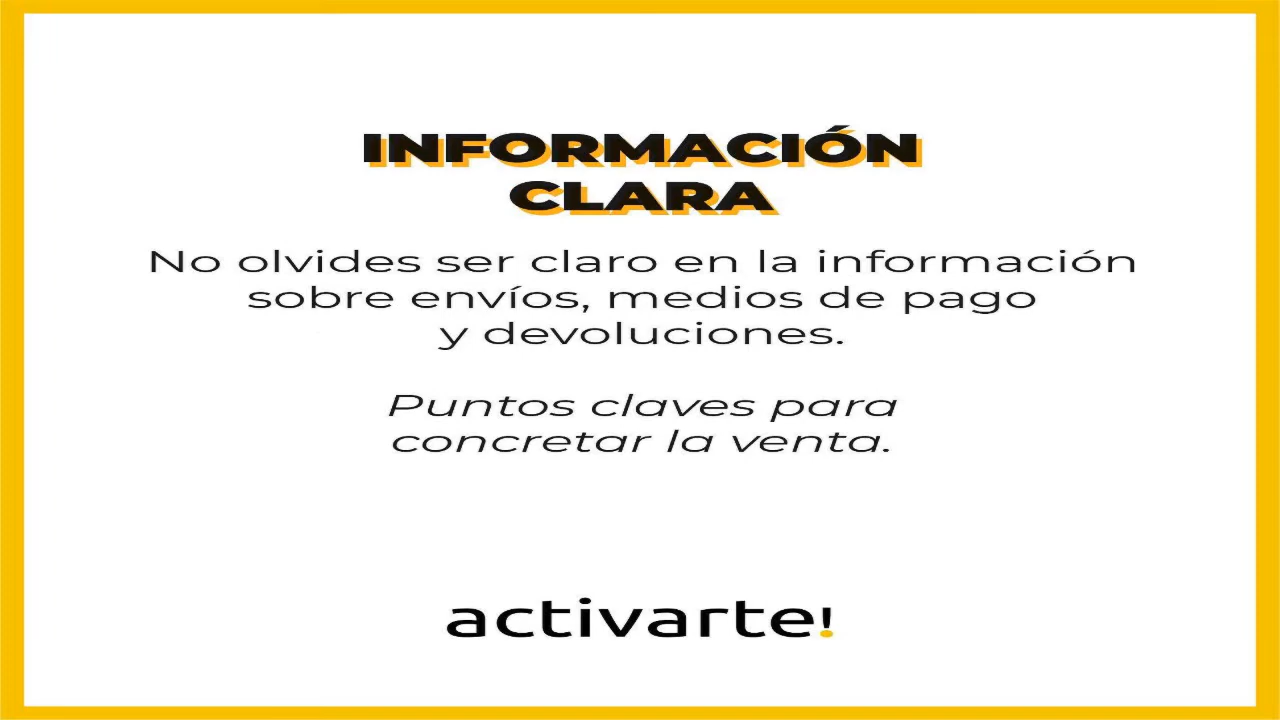 INFORMACIÓN
CLARA
No olvides ser claro en la información
sobre envíos, medios de pago
y devoluciones.
Puntos claves para
concretar la venta.
activarte!